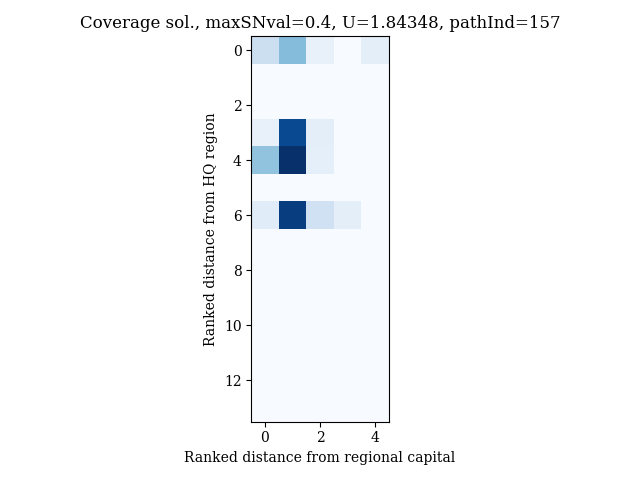 Coverage sol., maxSNval=0.4, U=1.84348, pathInd=157
Ranked distance from HQ region
0
2
4
6
8
10
12
0 2 4
Ranked distance from regional capital